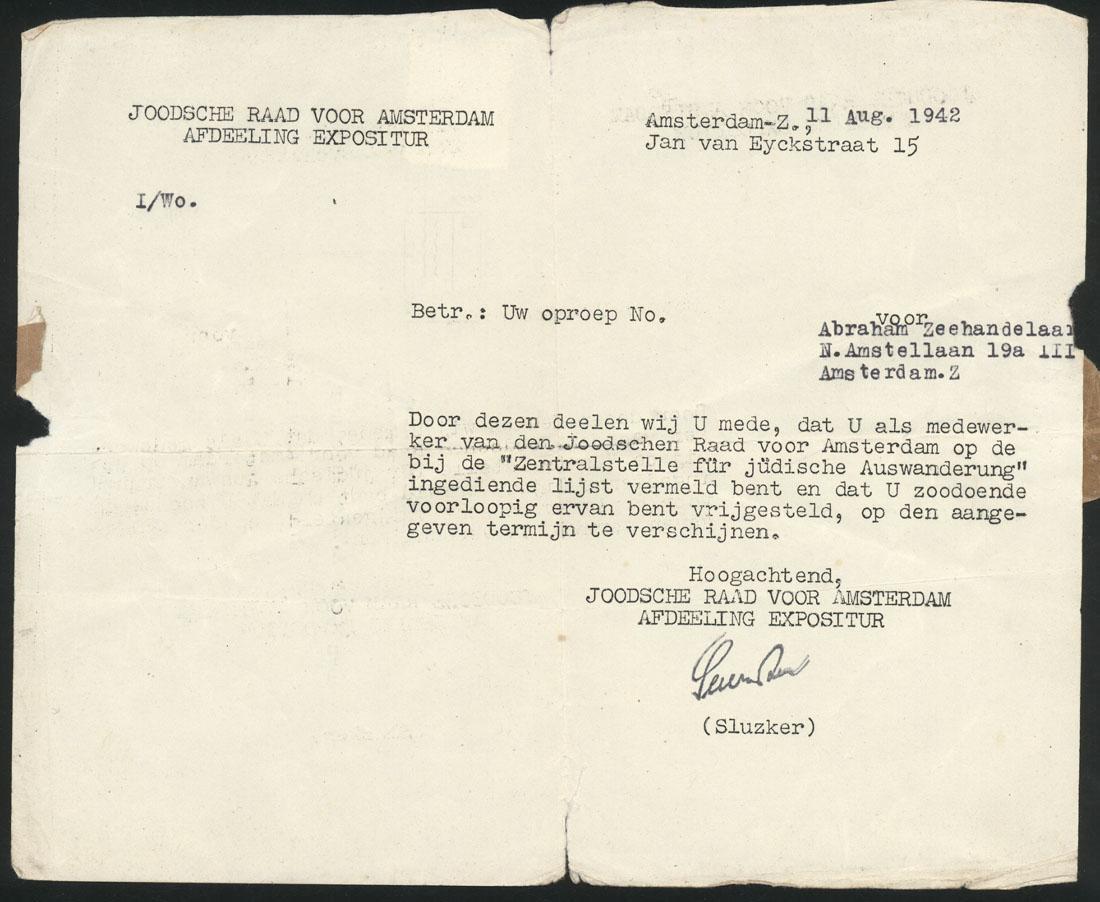 JOODSCHE RAAD VOOR AMSTERDAM
AFDEELING EXPOSITUR
Amsterdam-Z., 11 Aug. 1942
Jan van Eyckstraat 15
I/Wo.
Betr.: Uw oproep No.
voor
Abraham Zeehandelaar
N.Amstellaan 19a III
Amsterdam.Z
Door dezen deelen wij U mede, dat U als medewer-
ker van den Joodschen Raad voor Amsterdam op de
bij de "Zentralstelle für jüdische Auswanderung"
ingediende lijst vermeld bent en dat U zoodoende
voorloopig ervan bent vrijgesteld, op den aange-
geven termijn te verschijnen.
Hoogachtend,
JOODSCHE RAAD VOOR AMSTERDAM
AFDEELING EXPOSITUR
(Sluzker)